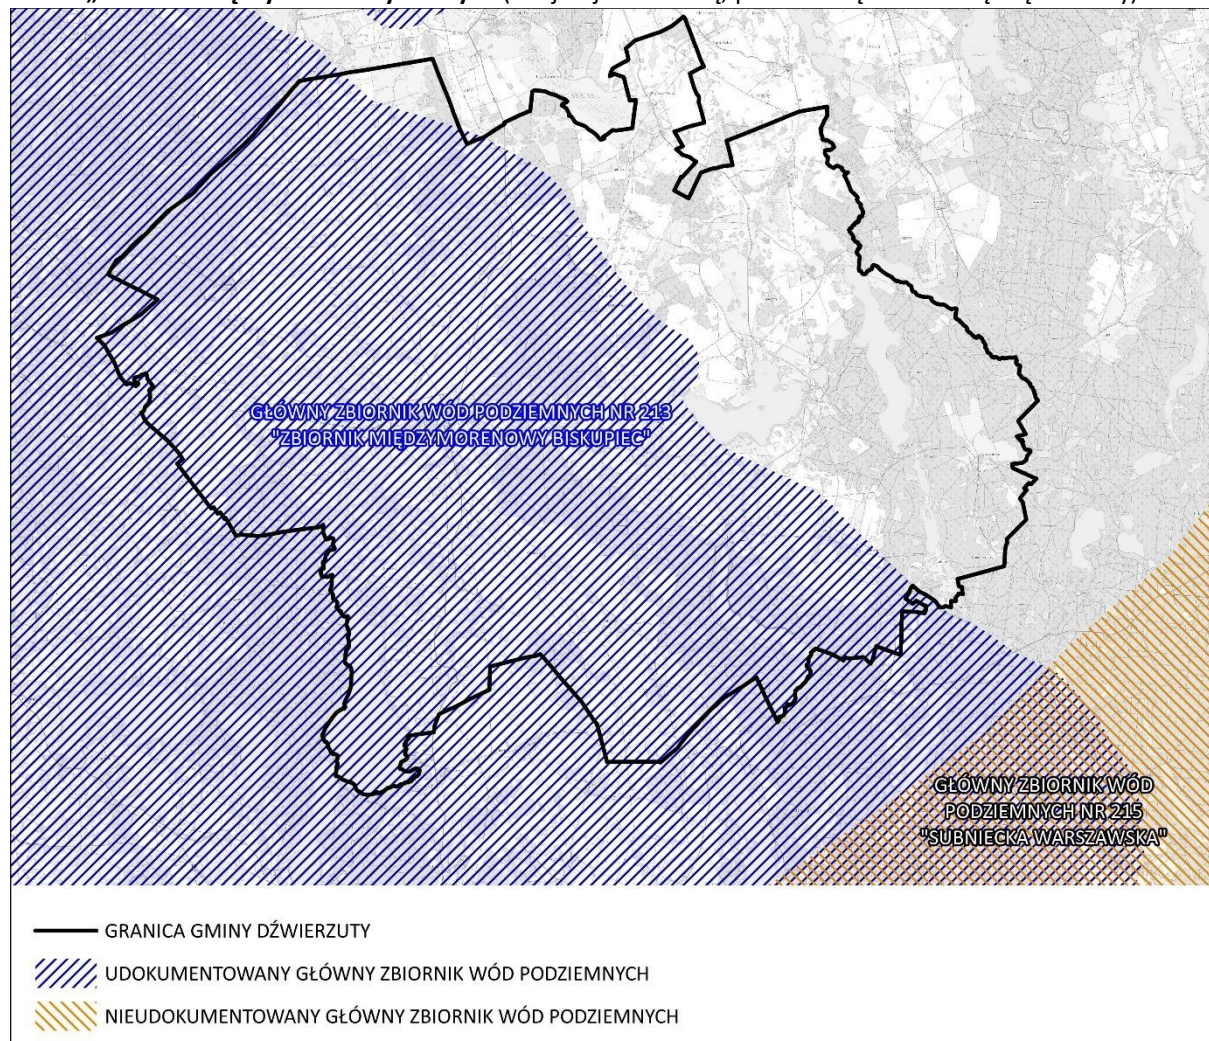 GŁÓWNY ZBIORNIK WÓD PODZIEMNYCH NR 213
"ZBIORNIK MIĘDZYMORENOWY BISKUPIEC"
GŁÓWNY ZBIORNIK WÓD
PODZIEMNYCH NR 215
"SUBNIECKA WARSZAWSKA"
GRANICA GMINY DŹWIERZUTY
UDOKUMENTOWANY GŁÓWNY ZBIORNIK WÓD PODZIEMNYCH
NIEUDOKUMENTOWANY GŁÓWNY ZBIORNIK WÓD PODZIEMNYCH